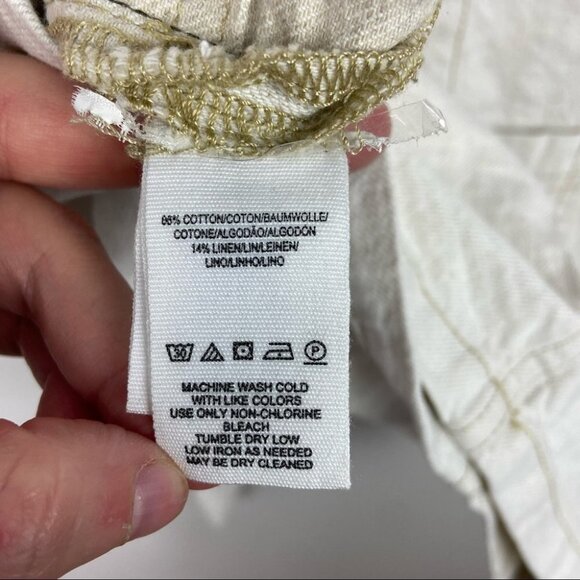 86% COTTON/COTON/BAUMWOLLE/
COTONE/ALGODÃO/ALGODÓN
14% LINEN/LIN/LEINEN/
LINO/LINHO/LINO
30 P
MACHINE WASH COLD
WITH LIKE COLORS
USE ONLY NON-CHLORINE
BLEACH
TUMBLE DRY LOW
LOW IRON AS NEEDED
MAY BE DRY CLEANED